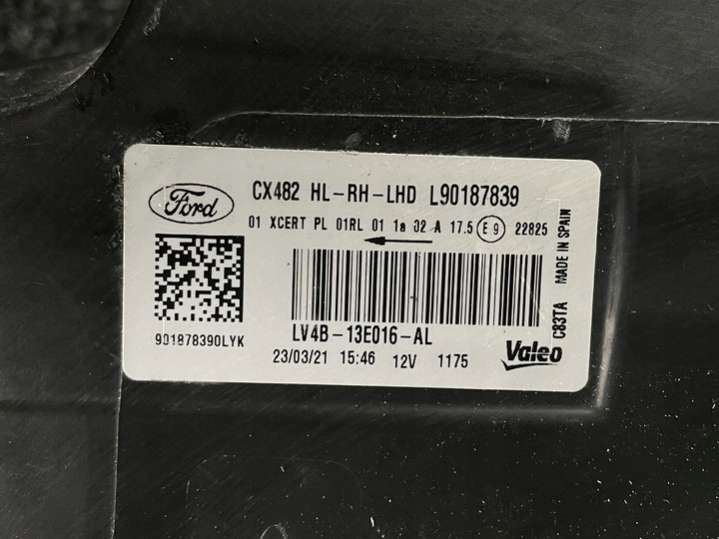 Ford
CX482 HL-RH-LHD L90187839
01 XCERT PL 01RL 01 1a 02 A 17.5 E9 22825
901878390LYK
LV4B-13E016-AL
23/03/21 15:46 12V 1175
Valeo
C83TA MADE IN SPAIN